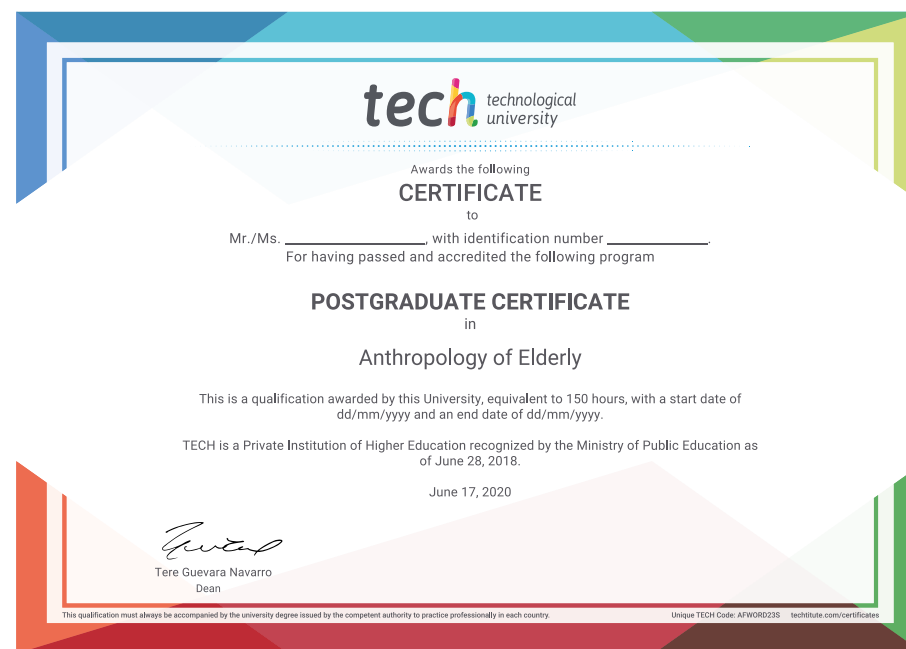 tech technological
university
Awards the following
CERTIFICATE
to
Mr./Ms. ____________________, with identification number ______________.
For having passed and accredited the following program
POSTGRADUATE CERTIFICATE
in
Anthropology of Elderly
This is a qualification awarded by this University, equivalent to 150 hours, with a start date of
dd/mm/yyyy and an end date of dd/mm/yyyy.
TECH is a Private Institution of Higher Education recognized by the Ministry of Public Education as
of June 28, 2018.
June 17, 2020
Tere Guevara Navarro
Dean
This qualification must always be accompanied by the university degree issued by the competent authority to practice professionally in each country. Unique TECH Code: AFWORD23S techtitute.com/certificates